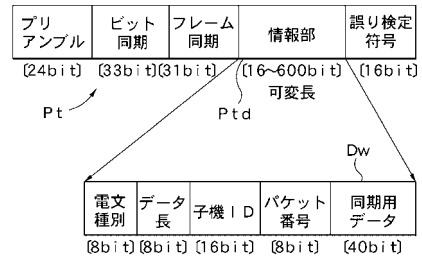 プリ
アンブル
ビット
同期
フレーム
同期
情報部
誤り検定
符号
(24bit)
(33bit)
(31bit)
(16~600bit)
(16bit)
可変長
Pt
Ptd
Dw
電文
種別
データ
長
子機ID
パケット
番号
同期用
データ
(8bit)
(8bit)
(16bit)
(8bit)
(40bit)